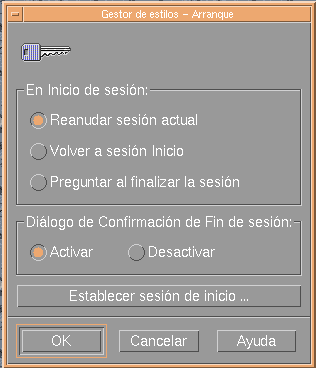 Gestor de estilos - Arranque
En Inicio de sesión:
Reanudar sesión actual
Volver a sesión Inicio
Preguntar al finalizar la sesión
Diálogo de Confirmación de Fin de sesión:
Activar Desactivar
Establecer sesión de inicio ...
OK Cancelar Ayuda